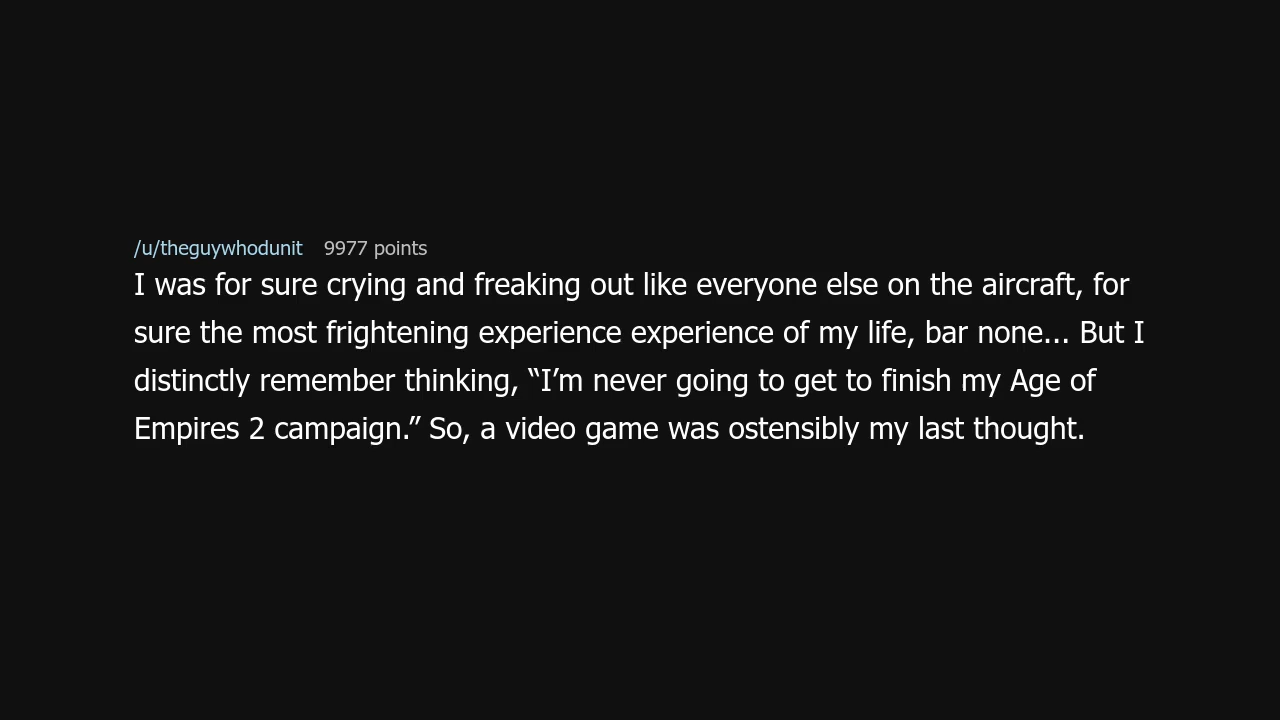 /u/theguywhodunit 9977 points
I was for sure crying and freaking out like everyone else on the aircraft, for
sure the most frightening experience experience of my life, bar none... But I
distinctly remember thinking, “I’m never going to get to finish my Age of
Empires 2 campaign.” So, a video game was ostensibly my last thought.